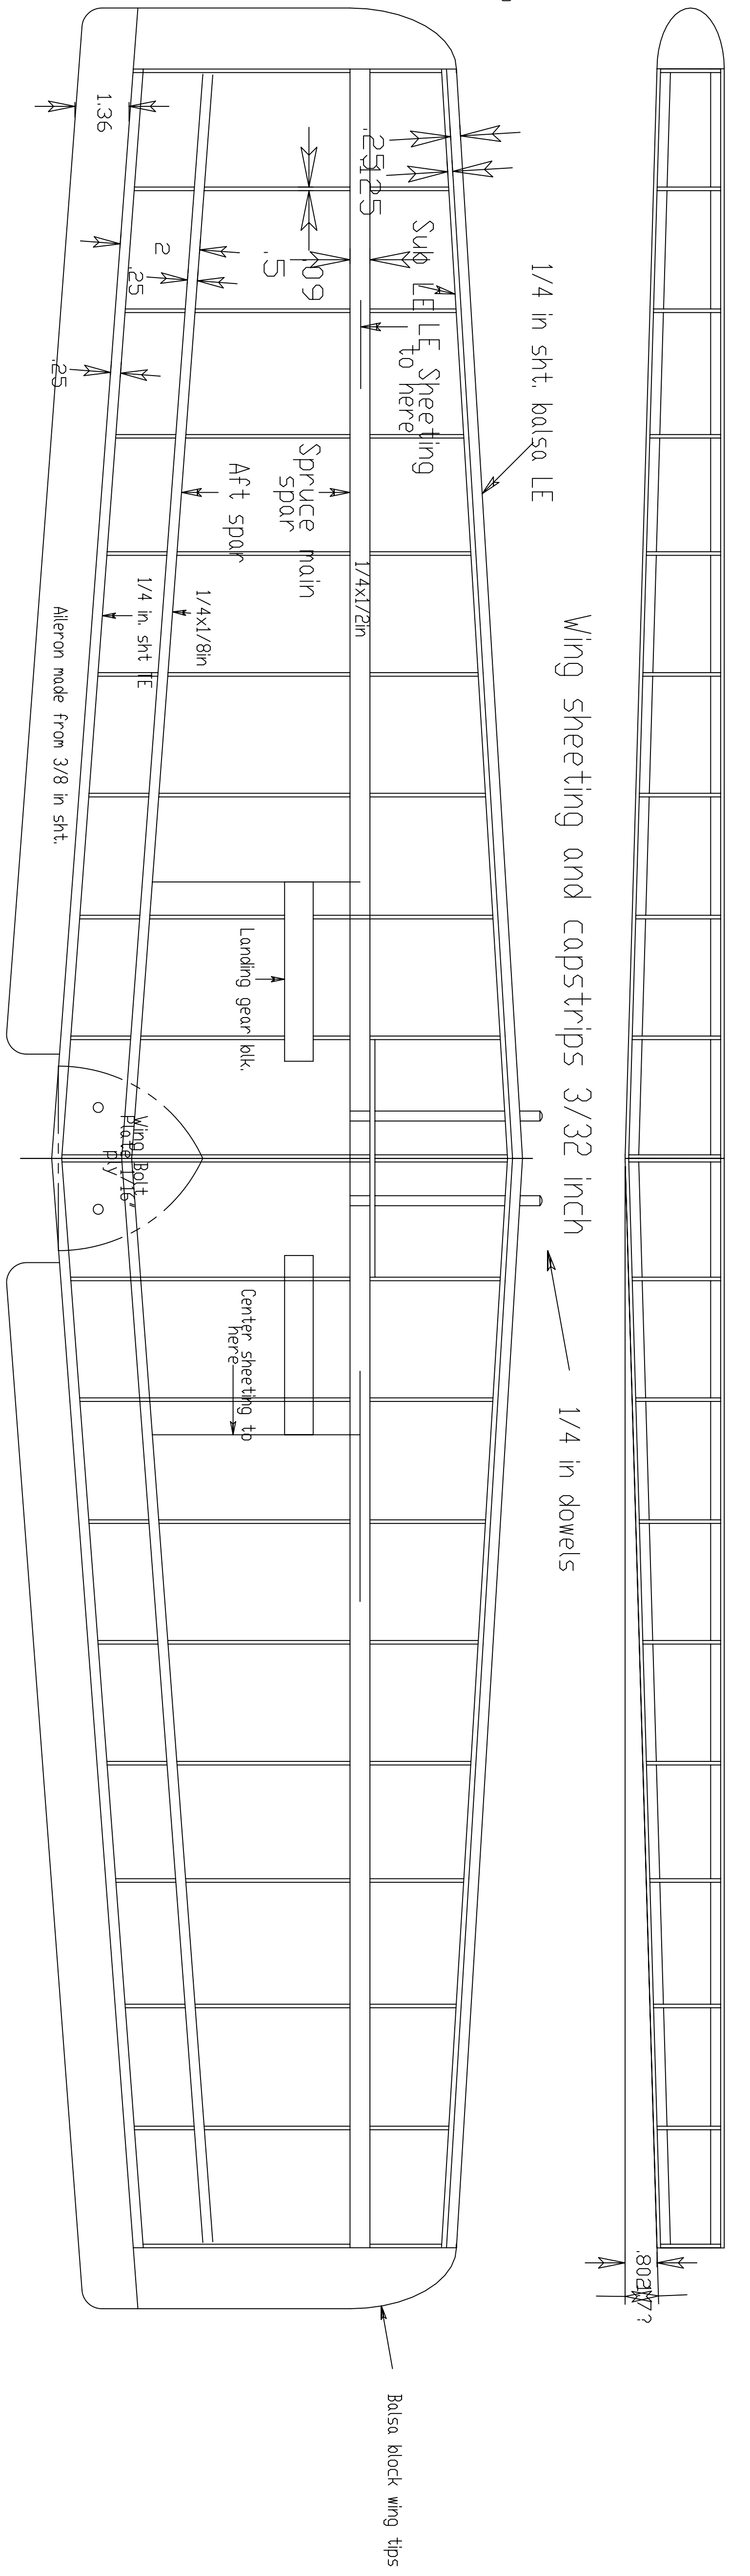 1.36
.25
.125
2
.25
.5
.09
.25
Sub LE
LE Sheeting
to here
1/4 in sht. balsa LE
Spruce main
spar
Aft spar
1/4x1/2in
1/4x1/8in
1/4 in. sht TE
Aileron made from 3/8 in sht.
Wing sheeting and capstrips 3/32 inch
Landing gear blk.
Wing Bolt
plate 1/16"
ply
Center sheeting to
here
1/4 in dowels
Balsa block wing tips